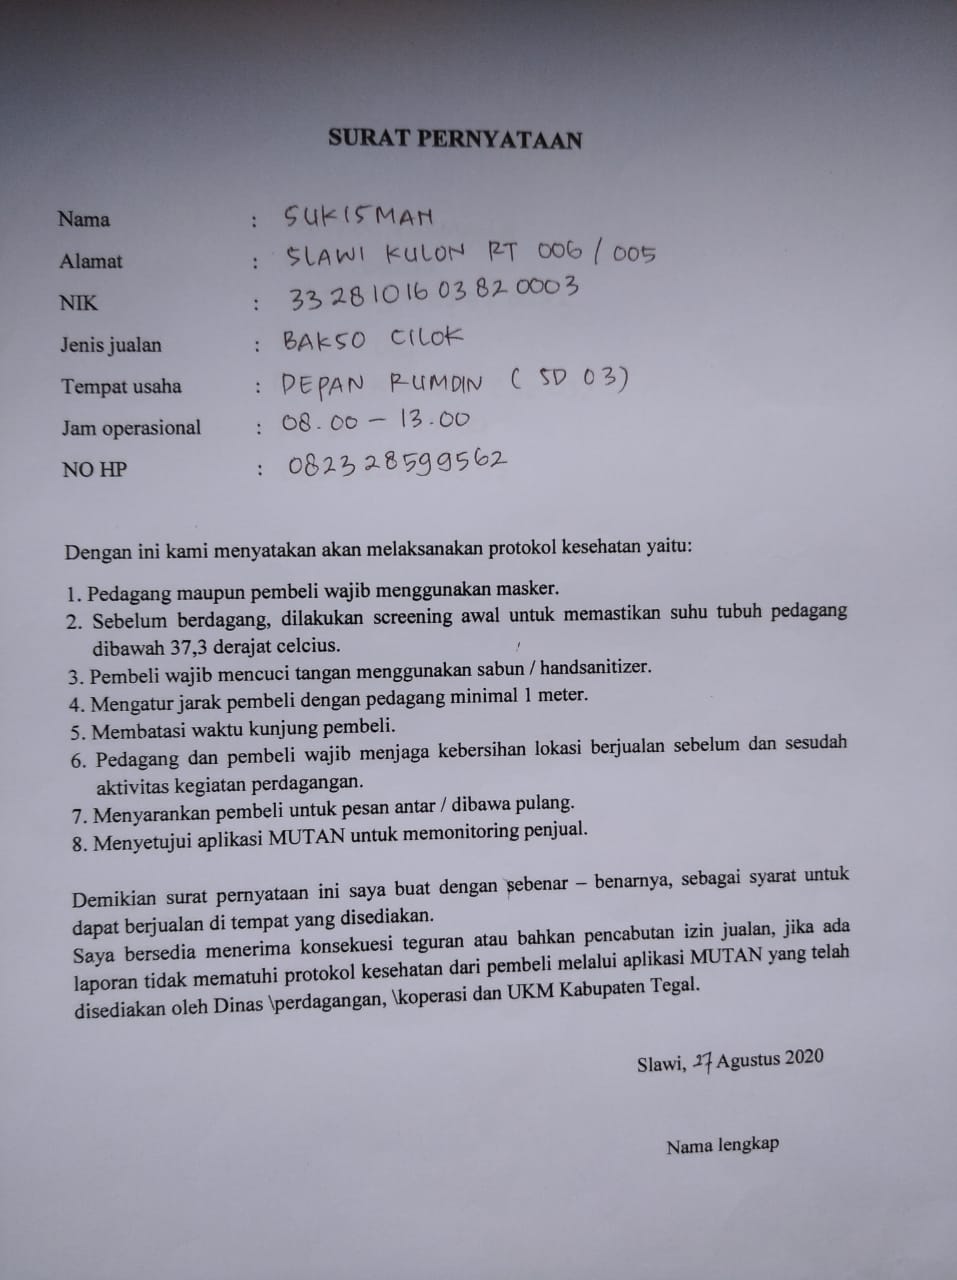 SURAT PERNYATAAN
Nama : SUKISMAN
Alamat : SLAWI KULON RT 006 / 005
NIK : 33 28 10 16 03 82 0003
Jenis jualan : BAKSO CILOK
Tempat usaha : DEPAN RUMDIN ( SD 03 )
Jam operasional : 08.00 – 13.00
NO HP : 082328599562
Dengan ini kami menyatakan akan melaksanakan protokol kesehatan yaitu:
1. Pedagang maupun pembeli wajib menggunakan masker.
2. Sebelum berdagang, dilakukan screening awal untuk memastikan suhu tubuh pedagang
dibawah 37,3 derajat celcius.
3. Pembeli wajib mencuci tangan menggunakan sabun / handsanitizer.
4. Mengatur jarak pembeli dengan pedagang minimal 1 meter.
5. Membatasi waktu kunjung pembeli.
6. Pedagang dan pembeli wajib menjaga kebersihan lokasi berjualan sebelum dan sesudah
aktivitas kegiatan perdagangan.
7. Menyarankan pembeli untuk pesan antar / dibawa pulang.
8. Menyetujui aplikasi MUTAN untuk memonitoring penjual.
Demikian surat pernyataan ini saya buat dengan sebenar – benarnya, sebagai syarat untuk
dapat berjualan di tempat yang disediakan.
Saya bersedia menerima konsekuesi teguran atau bahkan pencabutan izin jualan, jika ada
laporan tidak mematuhi protokol kesehatan dari pembeli melalui aplikasi MUTAN yang telah
disediakan oleh Dinas \perdagangan, \koperasi dan UKM Kabupaten Tegal.
Slawi, 27 Agustus 2020
Nama lengkap